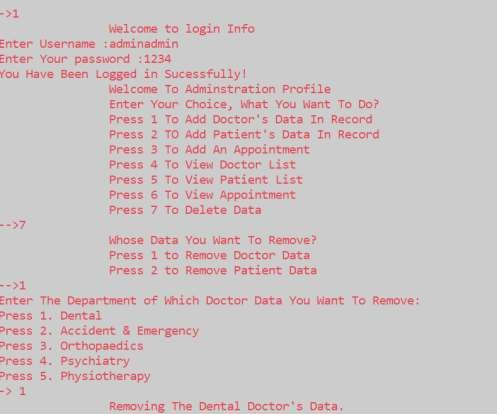 ->1
Welcome to login Info
Enter Username :adminadmin
Enter Your password :1234
You Have Been Logged in Sucessfully!
Welcome To Adminstration Profile
Enter Your Choice, What You Want To Do?
Press 1 To Add Doctor's Data In Record
Press 2 TO Add Patient's Data In Record
Press 3 To Add An Appointment
Press 4 To View Doctor List
Press 5 To View Patient List
Press 6 To View Appointment
Press 7 To Delete Data
-->7
Whose Data You Want To Remove?
Press 1 to Remove Doctor Data
Press 2 to Remove Patient Data
-->1
Enter The Department of Which Doctor Data You Want To Remove:
Press 1. Dental
Press 2. Accident & Emergency
Press 3. Orthopaedics
Press 4. Psychiatry
Press 5. Physiotherapy
-> 1
Removing The Dental Doctor's Data.